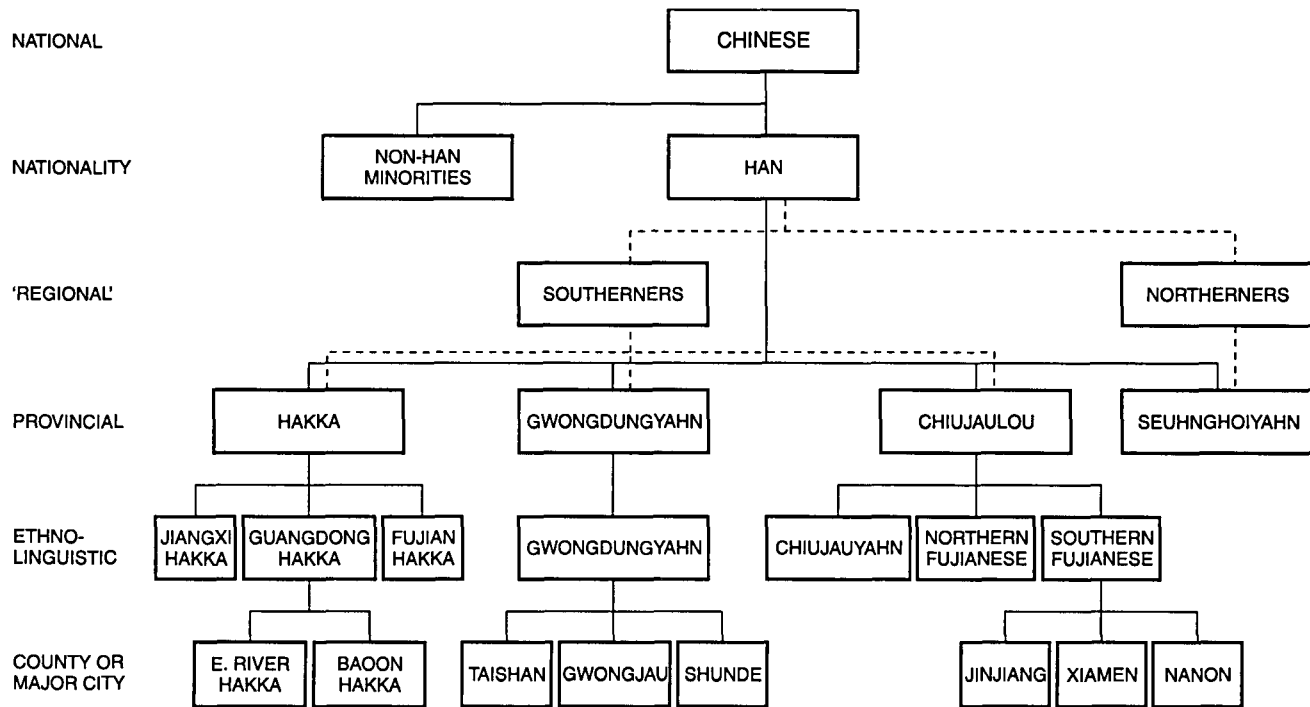 NATIONAL
CHINESE
NATIONALITY
NON-HAN
MINORITIES
HAN
'REGIONAL'
SOUTHERNERS
NORTHERNERS
PROVINCIAL
HAKKA
GWONGDUNGYAHN
CHIUJAULOU
SEUHNGHOIYAHN
ETHNO-
LINGUISTIC
JIANGXI
HAKKA
GUANGDONG
HAKKA
FUJIAN
HAKKA
GWONGDUNGYAHN
CHIUJAUYAHN
NORTHERN
FUJIANESE
SOUTHERN
FUJIANESE
COUNTY OR
MAJOR CITY
E. RIVER
HAKKA
BAOON
HAKKA
TAISHAN
GWONGJAU
SHUNDE
JINJIANG
XIAMEN
NANON